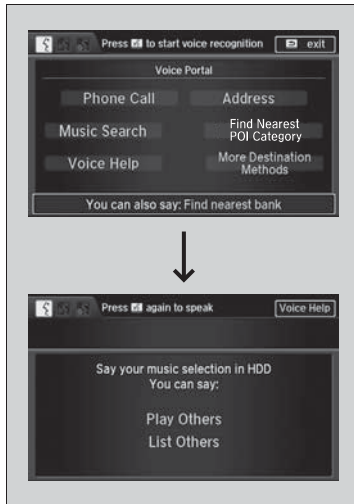 Press to start voice recognition exit
Voice Portal
Phone Call Address
Music Search Find Nearest
POI Category
Voice Help More Destination
Methods
You can also say: Find nearest bank
Press again to speak Voice Help
Say your music selection in HDD
You can say:
Play Others
List Others